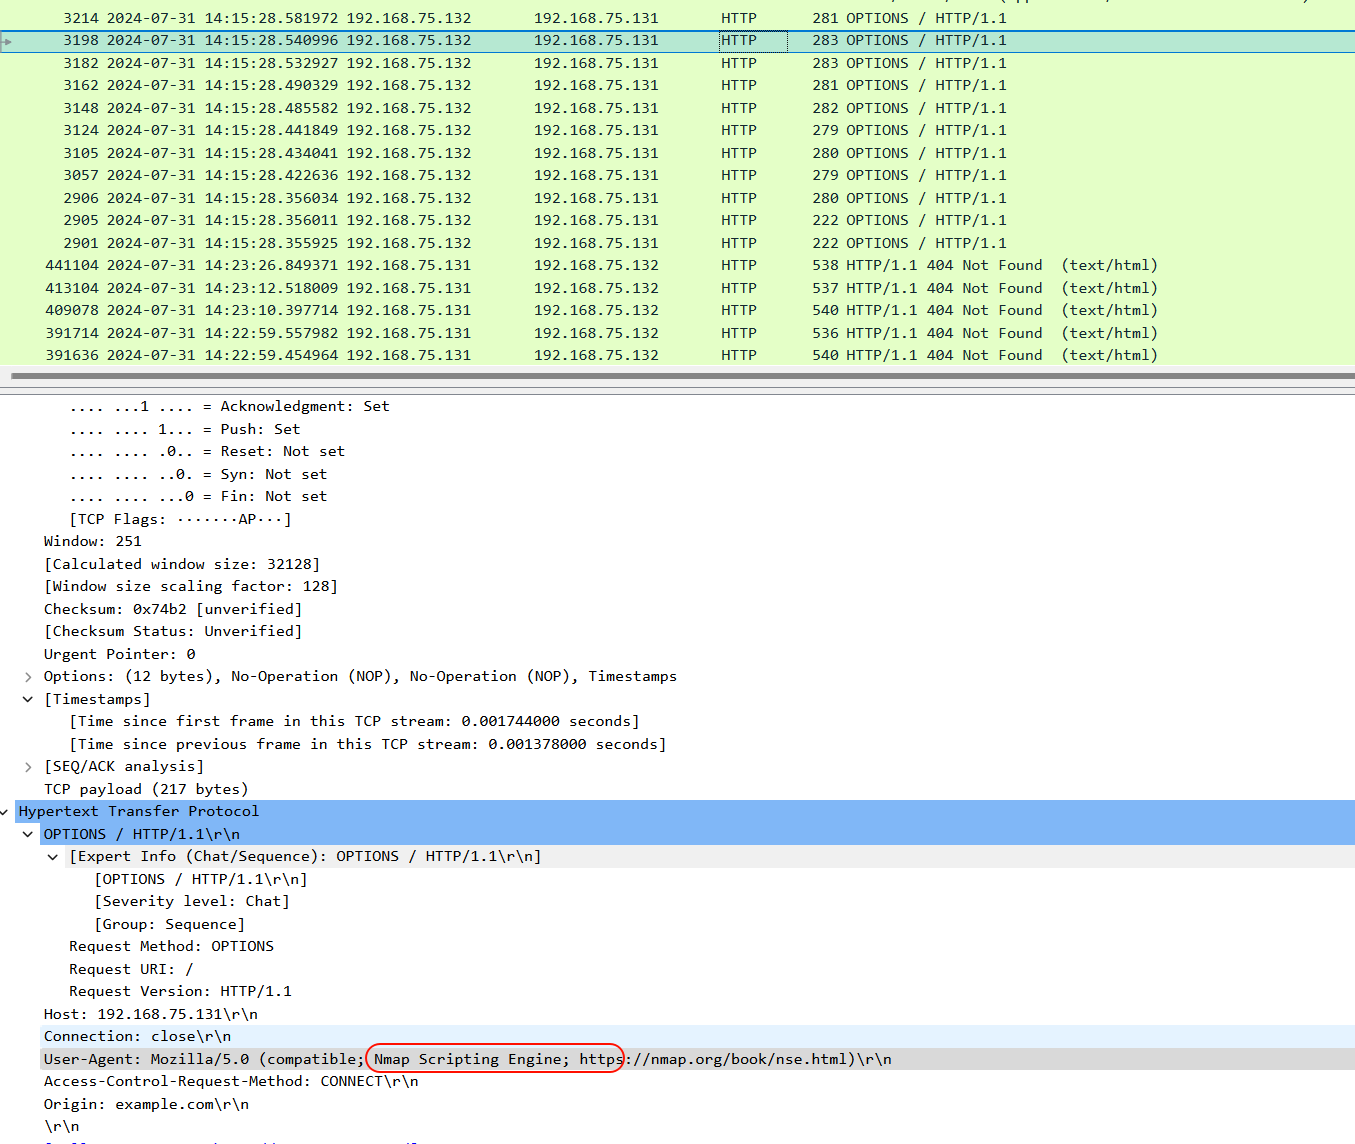 3214 2024-07-31 14:15:28.581972 192.168.75.132 192.168.75.131 HTTP 281 OPTIONS / HTTP/1.1
3198 2024-07-31 14:15:28.540996 192.168.75.132 192.168.75.131 HTTP 283 OPTIONS / HTTP/1.1
3182 2024-07-31 14:15:28.532927 192.168.75.132 192.168.75.131 HTTP 283 OPTIONS / HTTP/1.1
3162 2024-07-31 14:15:28.490329 192.168.75.132 192.168.75.131 HTTP 281 OPTIONS / HTTP/1.1
3148 2024-07-31 14:15:28.485582 192.168.75.132 192.168.75.131 HTTP 282 OPTIONS / HTTP/1.1
3124 2024-07-31 14:15:28.441849 192.168.75.132 192.168.75.131 HTTP 279 OPTIONS / HTTP/1.1
3105 2024-07-31 14:15:28.434041 192.168.75.132 192.168.75.131 HTTP 280 OPTIONS / HTTP/1.1
3057 2024-07-31 14:15:28.422636 192.168.75.132 192.168.75.131 HTTP 279 OPTIONS / HTTP/1.1
2906 2024-07-31 14:15:28.356034 192.168.75.132 192.168.75.131 HTTP 280 OPTIONS / HTTP/1.1
2905 2024-07-31 14:15:28.356011 192.168.75.132 192.168.75.131 HTTP 222 OPTIONS / HTTP/1.1
2901 2024-07-31 14:15:28.355925 192.168.75.132 192.168.75.131 HTTP 222 OPTIONS / HTTP/1.1
441104 2024-07-31 14:23:26.849371 192.168.75.131 192.168.75.132 HTTP 538 HTTP/1.1 404 Not Found (text/html)
413104 2024-07-31 14:23:12.518009 192.168.75.131 192.168.75.132 HTTP 537 HTTP/1.1 404 Not Found (text/html)
409078 2024-07-31 14:23:10.397714 192.168.75.131 192.168.75.132 HTTP 540 HTTP/1.1 404 Not Found (text/html)
391714 2024-07-31 14:22:59.557982 192.168.75.131 192.168.75.132 HTTP 536 HTTP/1.1 404 Not Found (text/html)
391636 2024-07-31 14:22:59.454964 192.168.75.131 192.168.75.132 HTTP 540 HTTP/1.1 404 Not Found (text/html)
.... ...1 .... = Acknowledgment: Set
.... .... 1... = Push: Set
.... .... .0.. = Reset: Not set
.... .... ..0. = Syn: Not set
.... .... ...0 = Fin: Not set
[TCP Flags: ·······AP···]
Window: 251
[Calculated window size: 32128]
[Window size scaling factor: 128]
Checksum: 0x74b2 [unverified]
[Checksum Status: Unverified]
Urgent Pointer: 0
Options: (12 bytes), No-Operation (NOP), No-Operation (NOP), Timestamps
[Timestamps]
[Time since first frame in this TCP stream: 0.001744000 seconds]
[Time since previous frame in this TCP stream: 0.001378000 seconds]
[SEQ/ACK analysis]
TCP payload (217 bytes)
Hypertext Transfer Protocol
OPTIONS / HTTP/1.1\r\n
[Expert Info (Chat/Sequence): OPTIONS / HTTP/1.1\r\n]
[OPTIONS / HTTP/1.1\r\n]
[Severity level: Chat]
[Group: Sequence]
Request Method: OPTIONS
Request URI: /
Request Version: HTTP/1.1
Host: 192.168.75.131\r\n
Connection: close\r\n
User-Agent: Mozilla/5.0 (compatible; Nmap Scripting Engine; https://nmap.org/book/nse.html)\r\n
Access-Control-Request-Method: CONNECT\r\n
Origin: example.com\r\n
\r\n